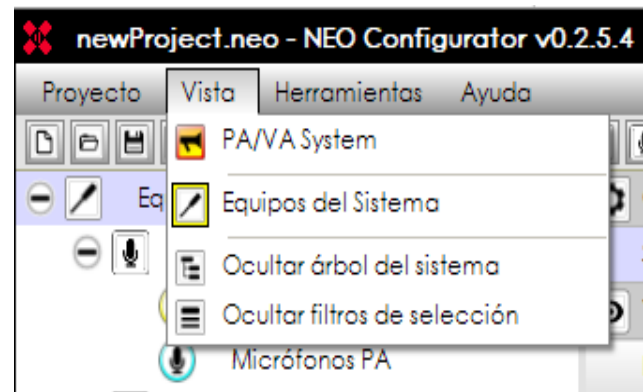 newProject.neo - NEO Configurator v0.2.5.4
Proyecto Vista Herramientas Ayuda
PA/VA System
Eq
Equipos del Sistema
Ocultar árbol del sistema
Ocultar filtros de selección
Micrófonos PA